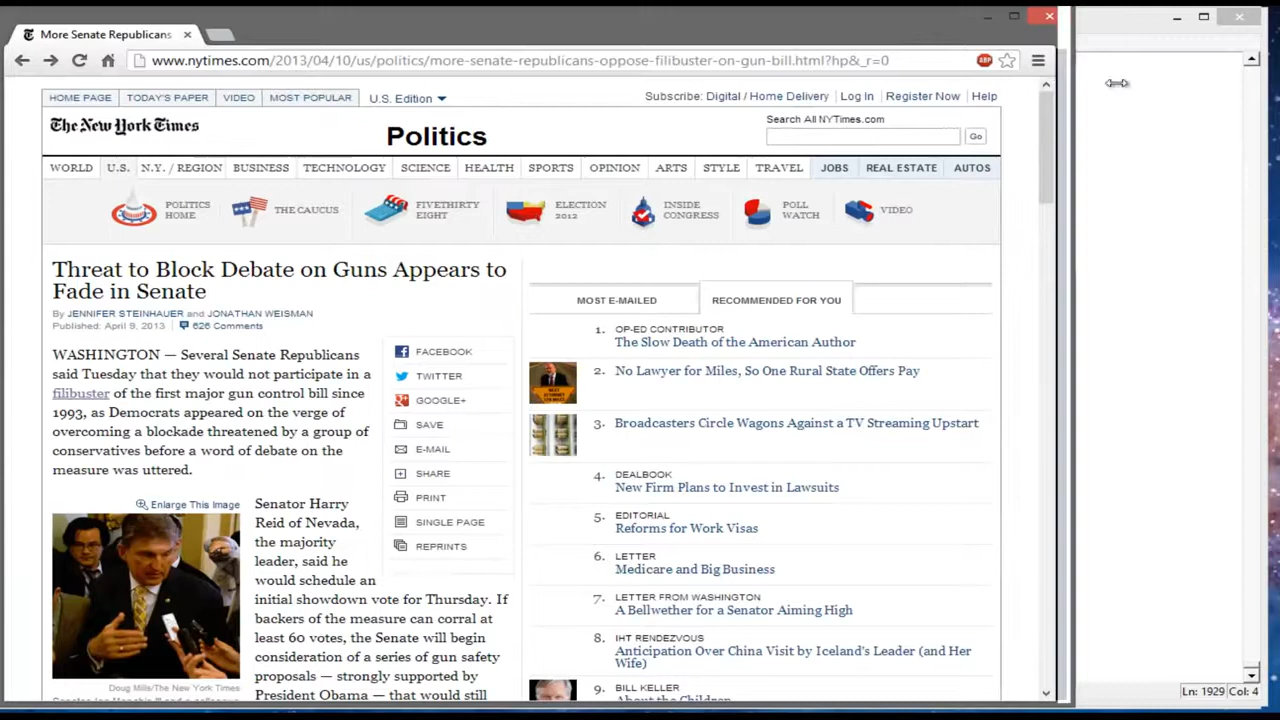 More Senate Republicans
www.nytimes.com/2013/04/10/us/politics/more-senate-republicans-oppose-filibuster-on-gun-bill.html?hp&_r=0
ABP
HOME PAGE TODAY'S PAPER VIDEO MOST POPULAR U.S. Edition
Subscribe: Digital / Home Delivery Log In Register Now Help
The New York Times
Politics
Search All NYTimes.com
Go
WORLD U.S. N.Y. / REGION BUSINESS TECHNOLOGY SCIENCE HEALTH SPORTS OPINION ARTS STYLE TRAVEL JOBS REAL ESTATE AUTOS
POLITICS HOME
THE CAUCUS
FIVETHIRTY EIGHT
ELECTION 2012
INSIDE CONGRESS
POLL WATCH
VIDEO
Threat to Block Debate on Guns Appears to
Fade in Senate
By JENNIFER STEINHAUER and JONATHAN WEISMAN
Published: April 9, 2013 626 Comments
WASHINGTON — Several Senate Republicans
said Tuesday that they would not participate in a
filibuster of the first major gun control bill since
1993, as Democrats appeared on the verge of
overcoming a blockade threatened by a group of
conservatives before a word of debate on the
measure was uttered.
Enlarge This Image
Doug Mills/The New York Times
Senator Harry
Reid of Nevada,
the majority
leader, said he
would schedule an
initial showdown vote for Thursday. If
backers of the measure can corral at
least 60 votes, the Senate will begin
consideration of a series of gun safety
proposals — strongly supported by
President Obama — that would still
FACEBOOK
TWITTER
GOOGLE+
SAVE
E-MAIL
SHARE
PRINT
SINGLE PAGE
REPRINTS
MOST E-MAILED RECOMMENDED FOR YOU
1. OP-ED CONTRIBUTOR
The Slow Death of the American Author
2. No Lawyer for Miles, So One Rural State Offers Pay
3. Broadcasters Circle Wagons Against a TV Streaming Upstart
4. DEALBOOK
New Firm Plans to Invest in Lawsuits
5. EDITORIAL
Reforms for Work Visas
6. LETTER
Medicare and Big Business
7. LETTER FROM WASHINGTON
A Bellwether for a Senator Aiming High
8. IHT RENDEZVOUS
Anticipation Over China Visit by Iceland's Leader (and Her
Wife)
9. BILL KELLER
About the Children
Ln: 1929 Col: 4